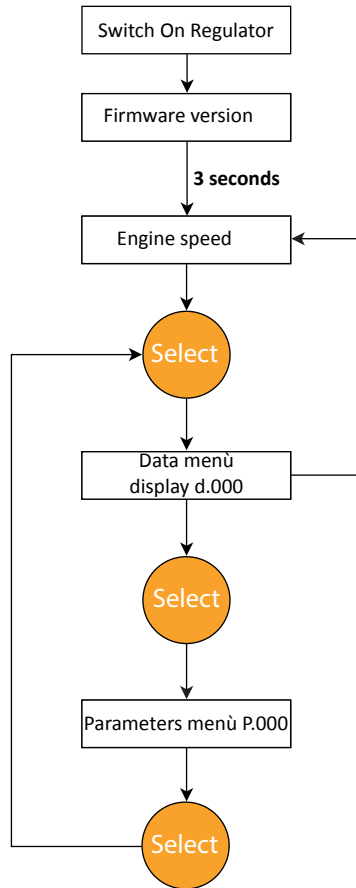 Switch On Regulator
Firmware version
3 seconds
Engine speed
Select
Data menù
display d.000
Select
Parameters menù P.000
Select